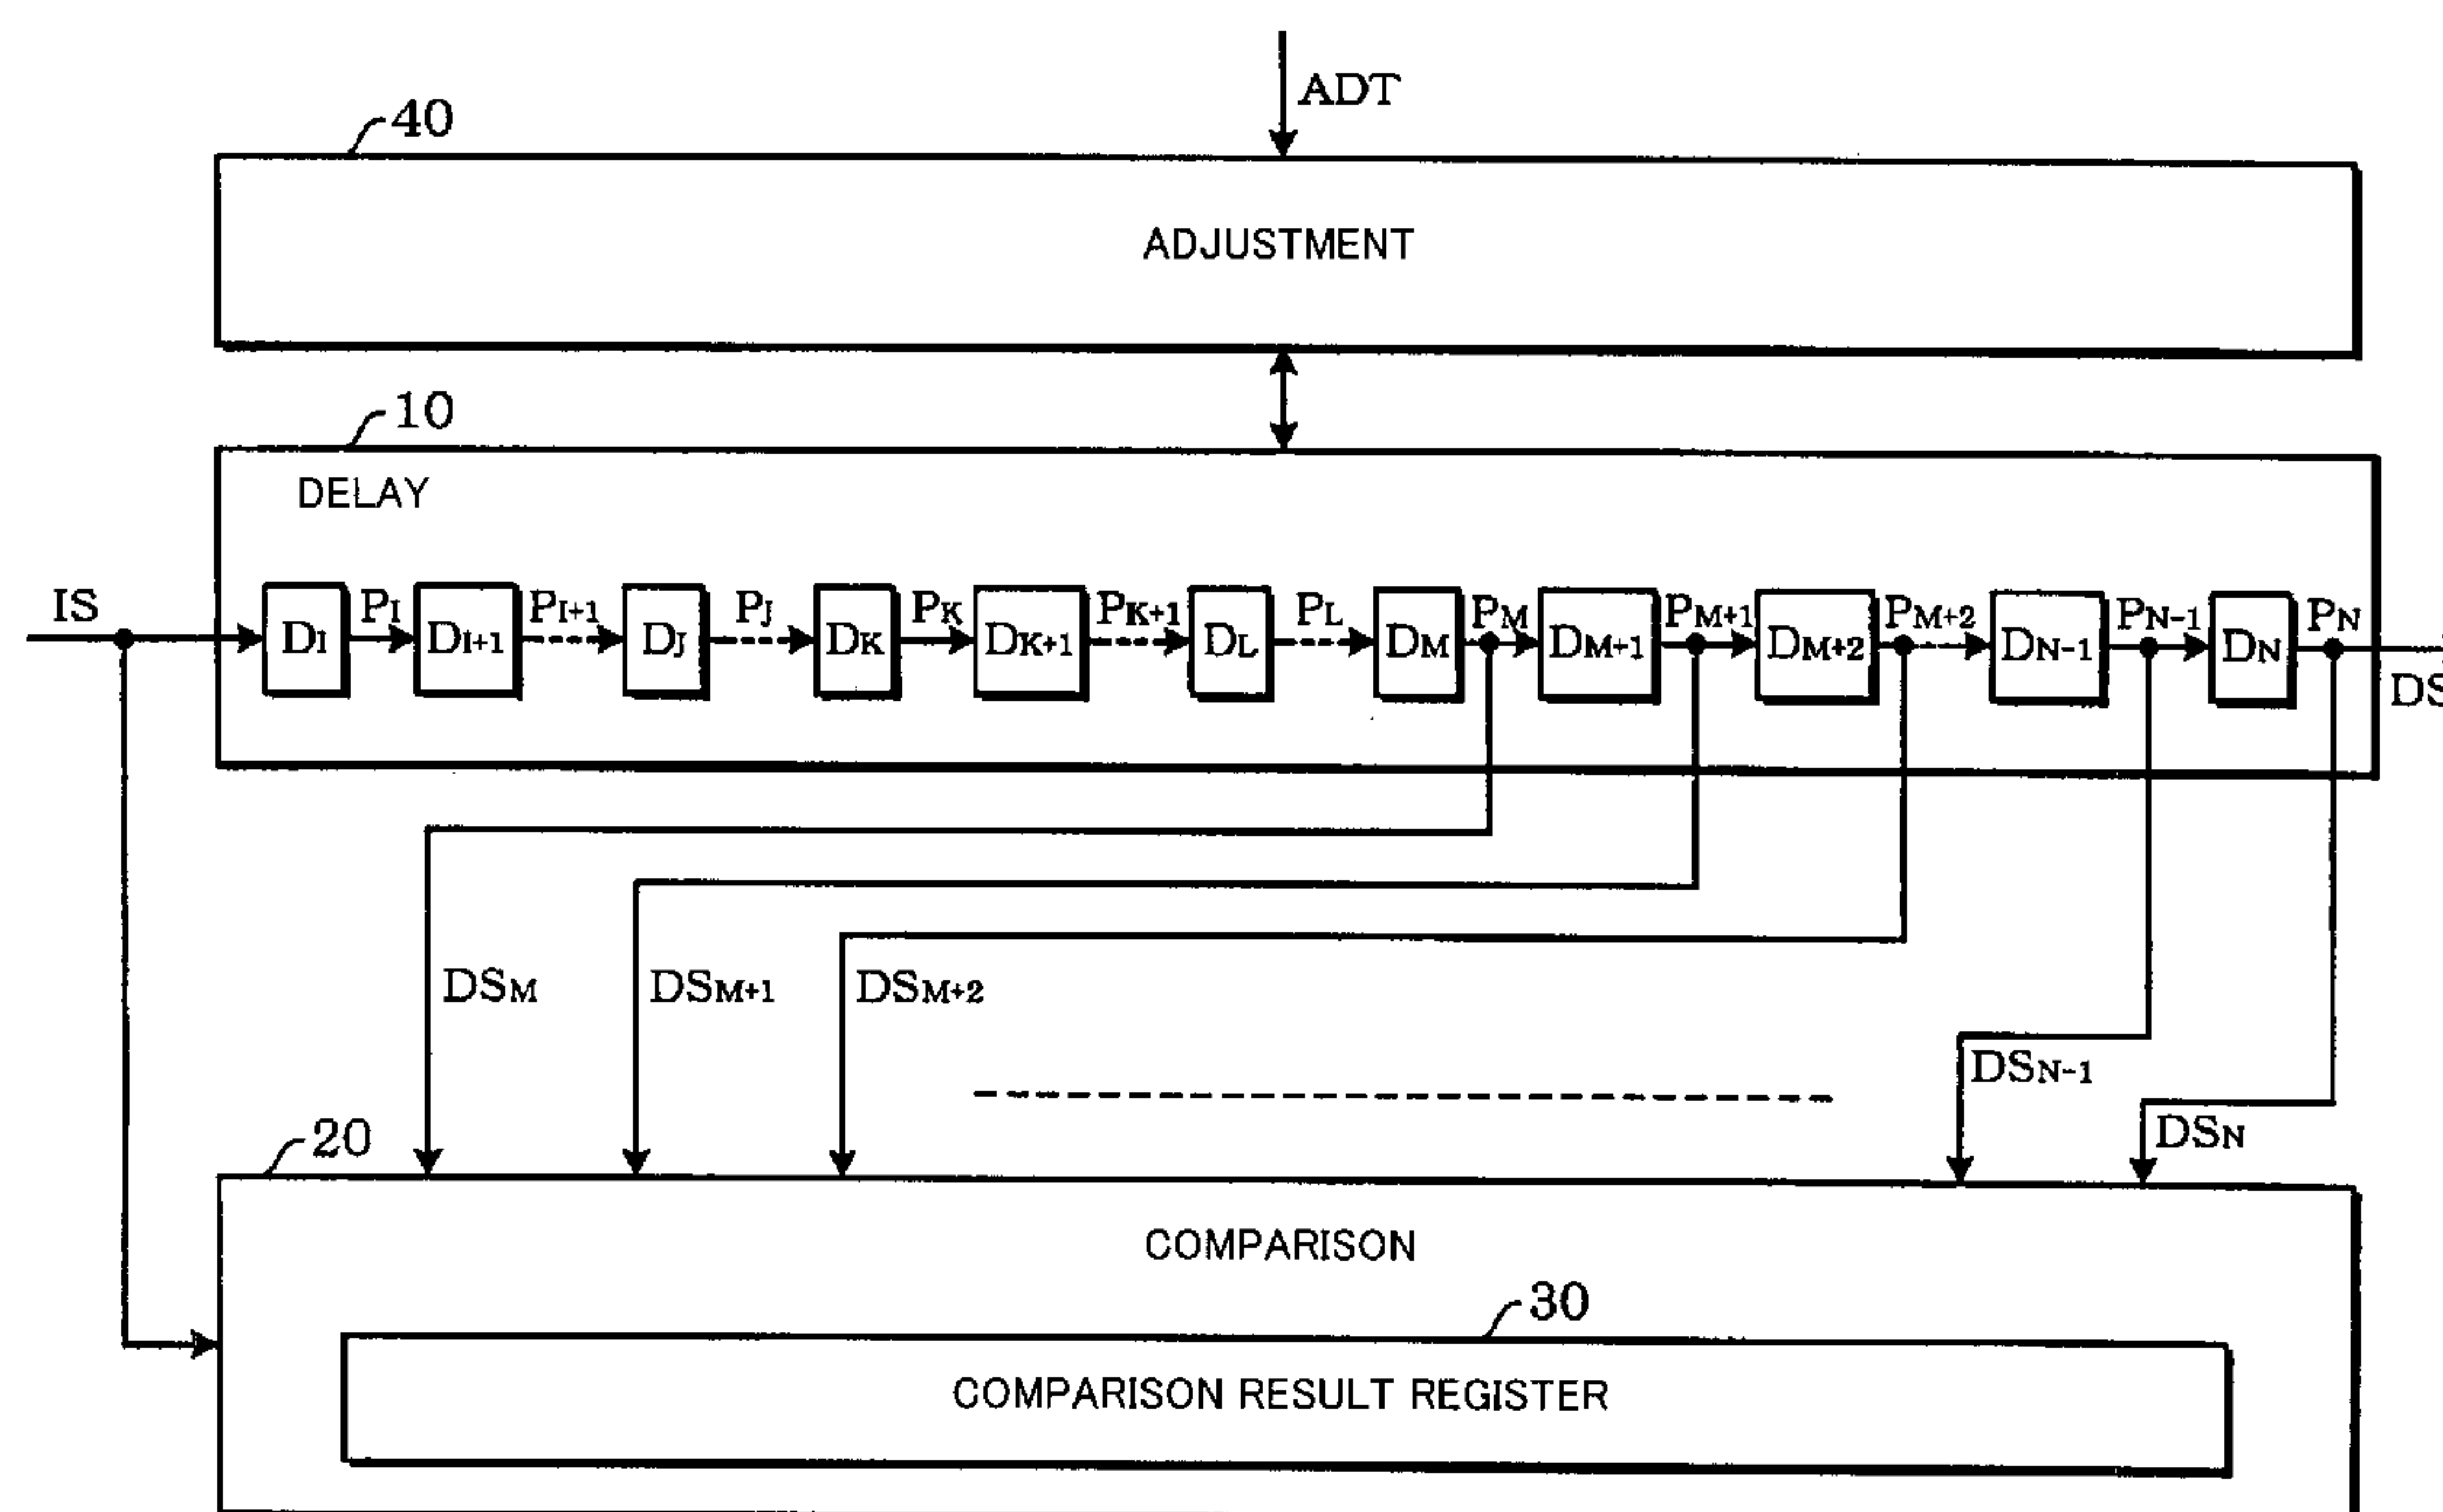 ADT
40
ADJUSTMENT
10
DELAY
IS
DI PI DI+1 PI+1 DJ PJ DK PK DK+1 PK+1 DL PL DM PM DM+1 PM+1 DM+2 PM+2 DN-1 PN-1 DN PN
DS
DSM DSM+1 DSM+2
DSN-1
DSN
20
COMPARISON
30
COMPARISON RESULT REGISTER